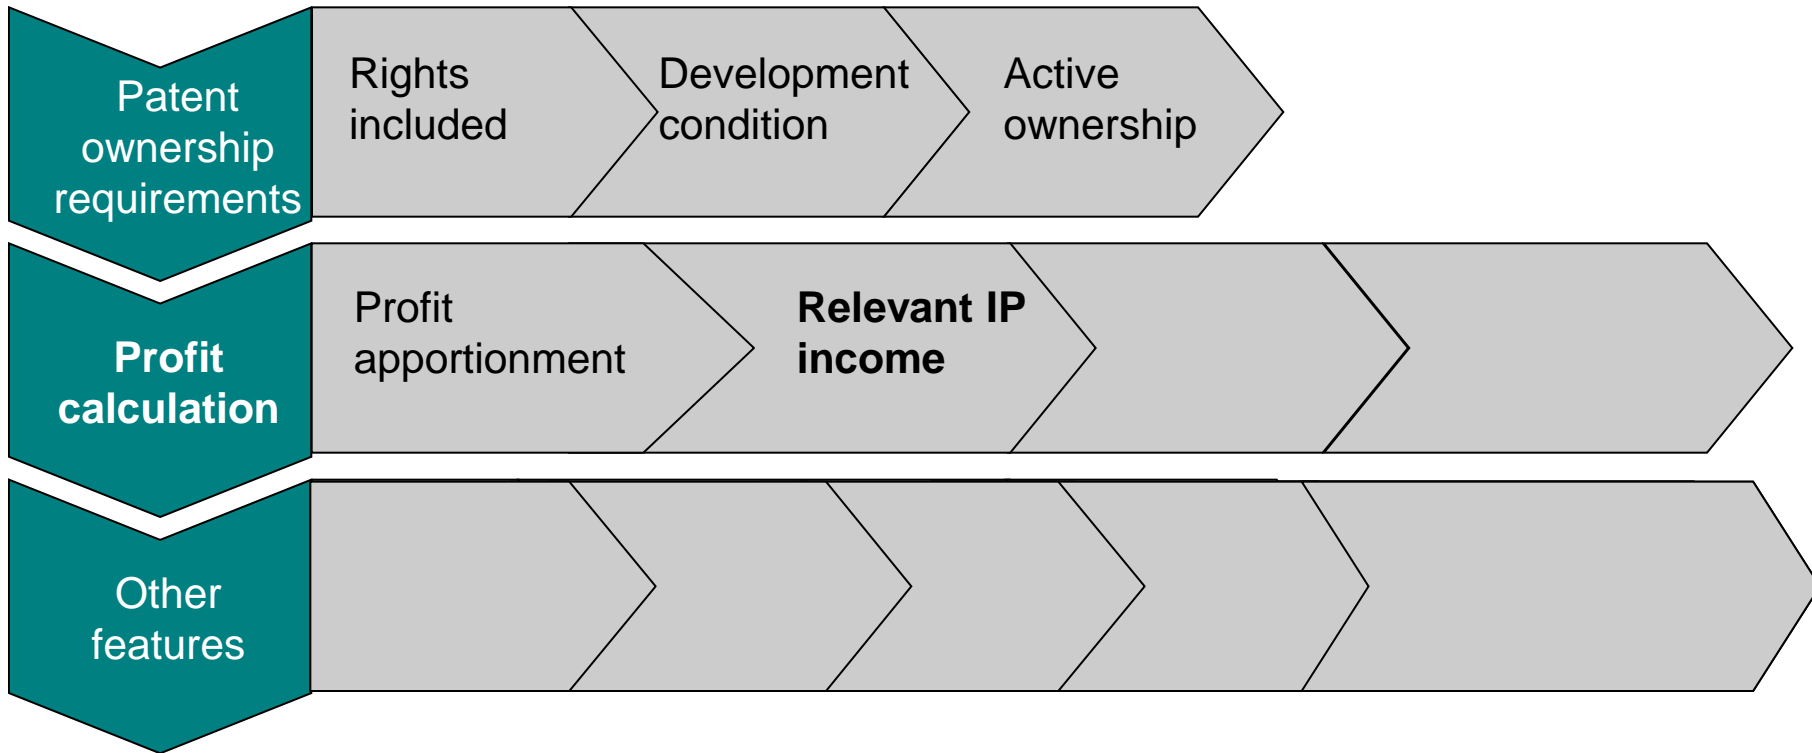 Patent
ownership
requirements
Rights
included
Development
condition
Active
ownership
Profit
calculation
Profit
apportionment
Relevant IP
income
Other
features